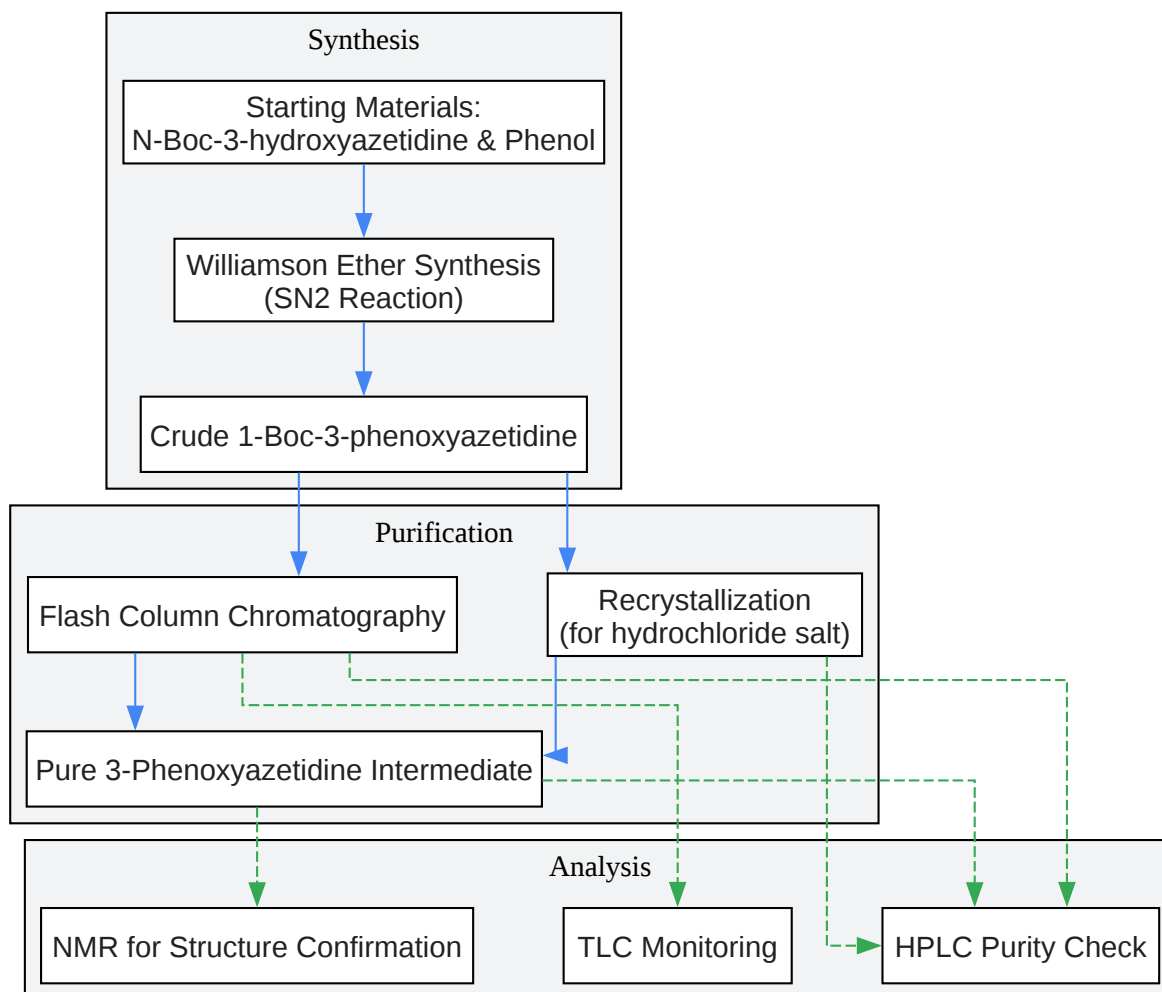 Synthesis
Starting Materials:
N-Boc-3-hydroxyazetidine & Phenol
Williamson Ether Synthesis
(SN2 Reaction)
Crude 1-Boc-3-phenoxyazetidine
Purification
Flash Column Chromatography
Recrystallization
(for hydrochloride salt)
Pure 3-Phenoxyazetidine Intermediate
Analysis
NMR for Structure Confirmation
TLC Monitoring
HPLC Purity Check